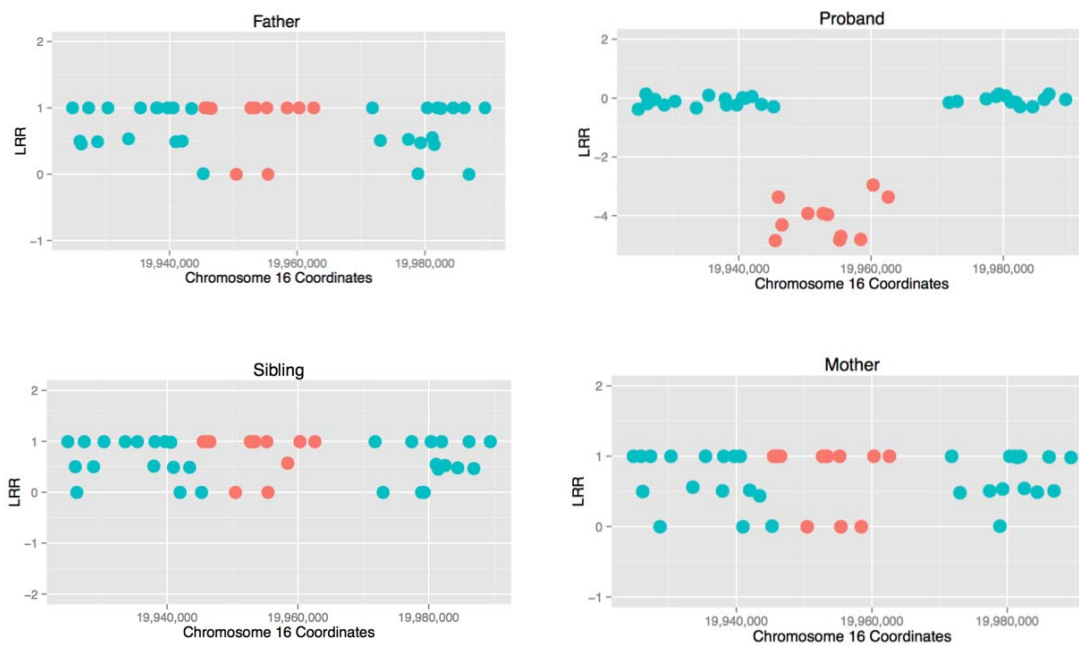 Father
2
1
0
-1
LRR
19,940,000 19,960,000 19,980,000
Chromosome 16 Coordinates
Proband
2
0
-2
-4
LRR
19,940,000 19,960,000 19,980,000
Chromosome 16 Coordinates
Sibling
2
1
0
-1
-2
LRR
19,940,000 19,960,000 19,980,000
Chromosome 16 Coordinates
Mother
2
1
0
-1
LRR
19,940,000 19,960,000 19,980,000
Chromosome 16 Coordinates